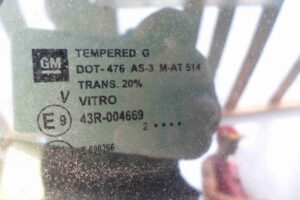 GM
TEMPERED G
DOT- 476 AS-3 M-AT 514
TRANS. 20%
V VITRO
E 9 43R-004669
2 ••••